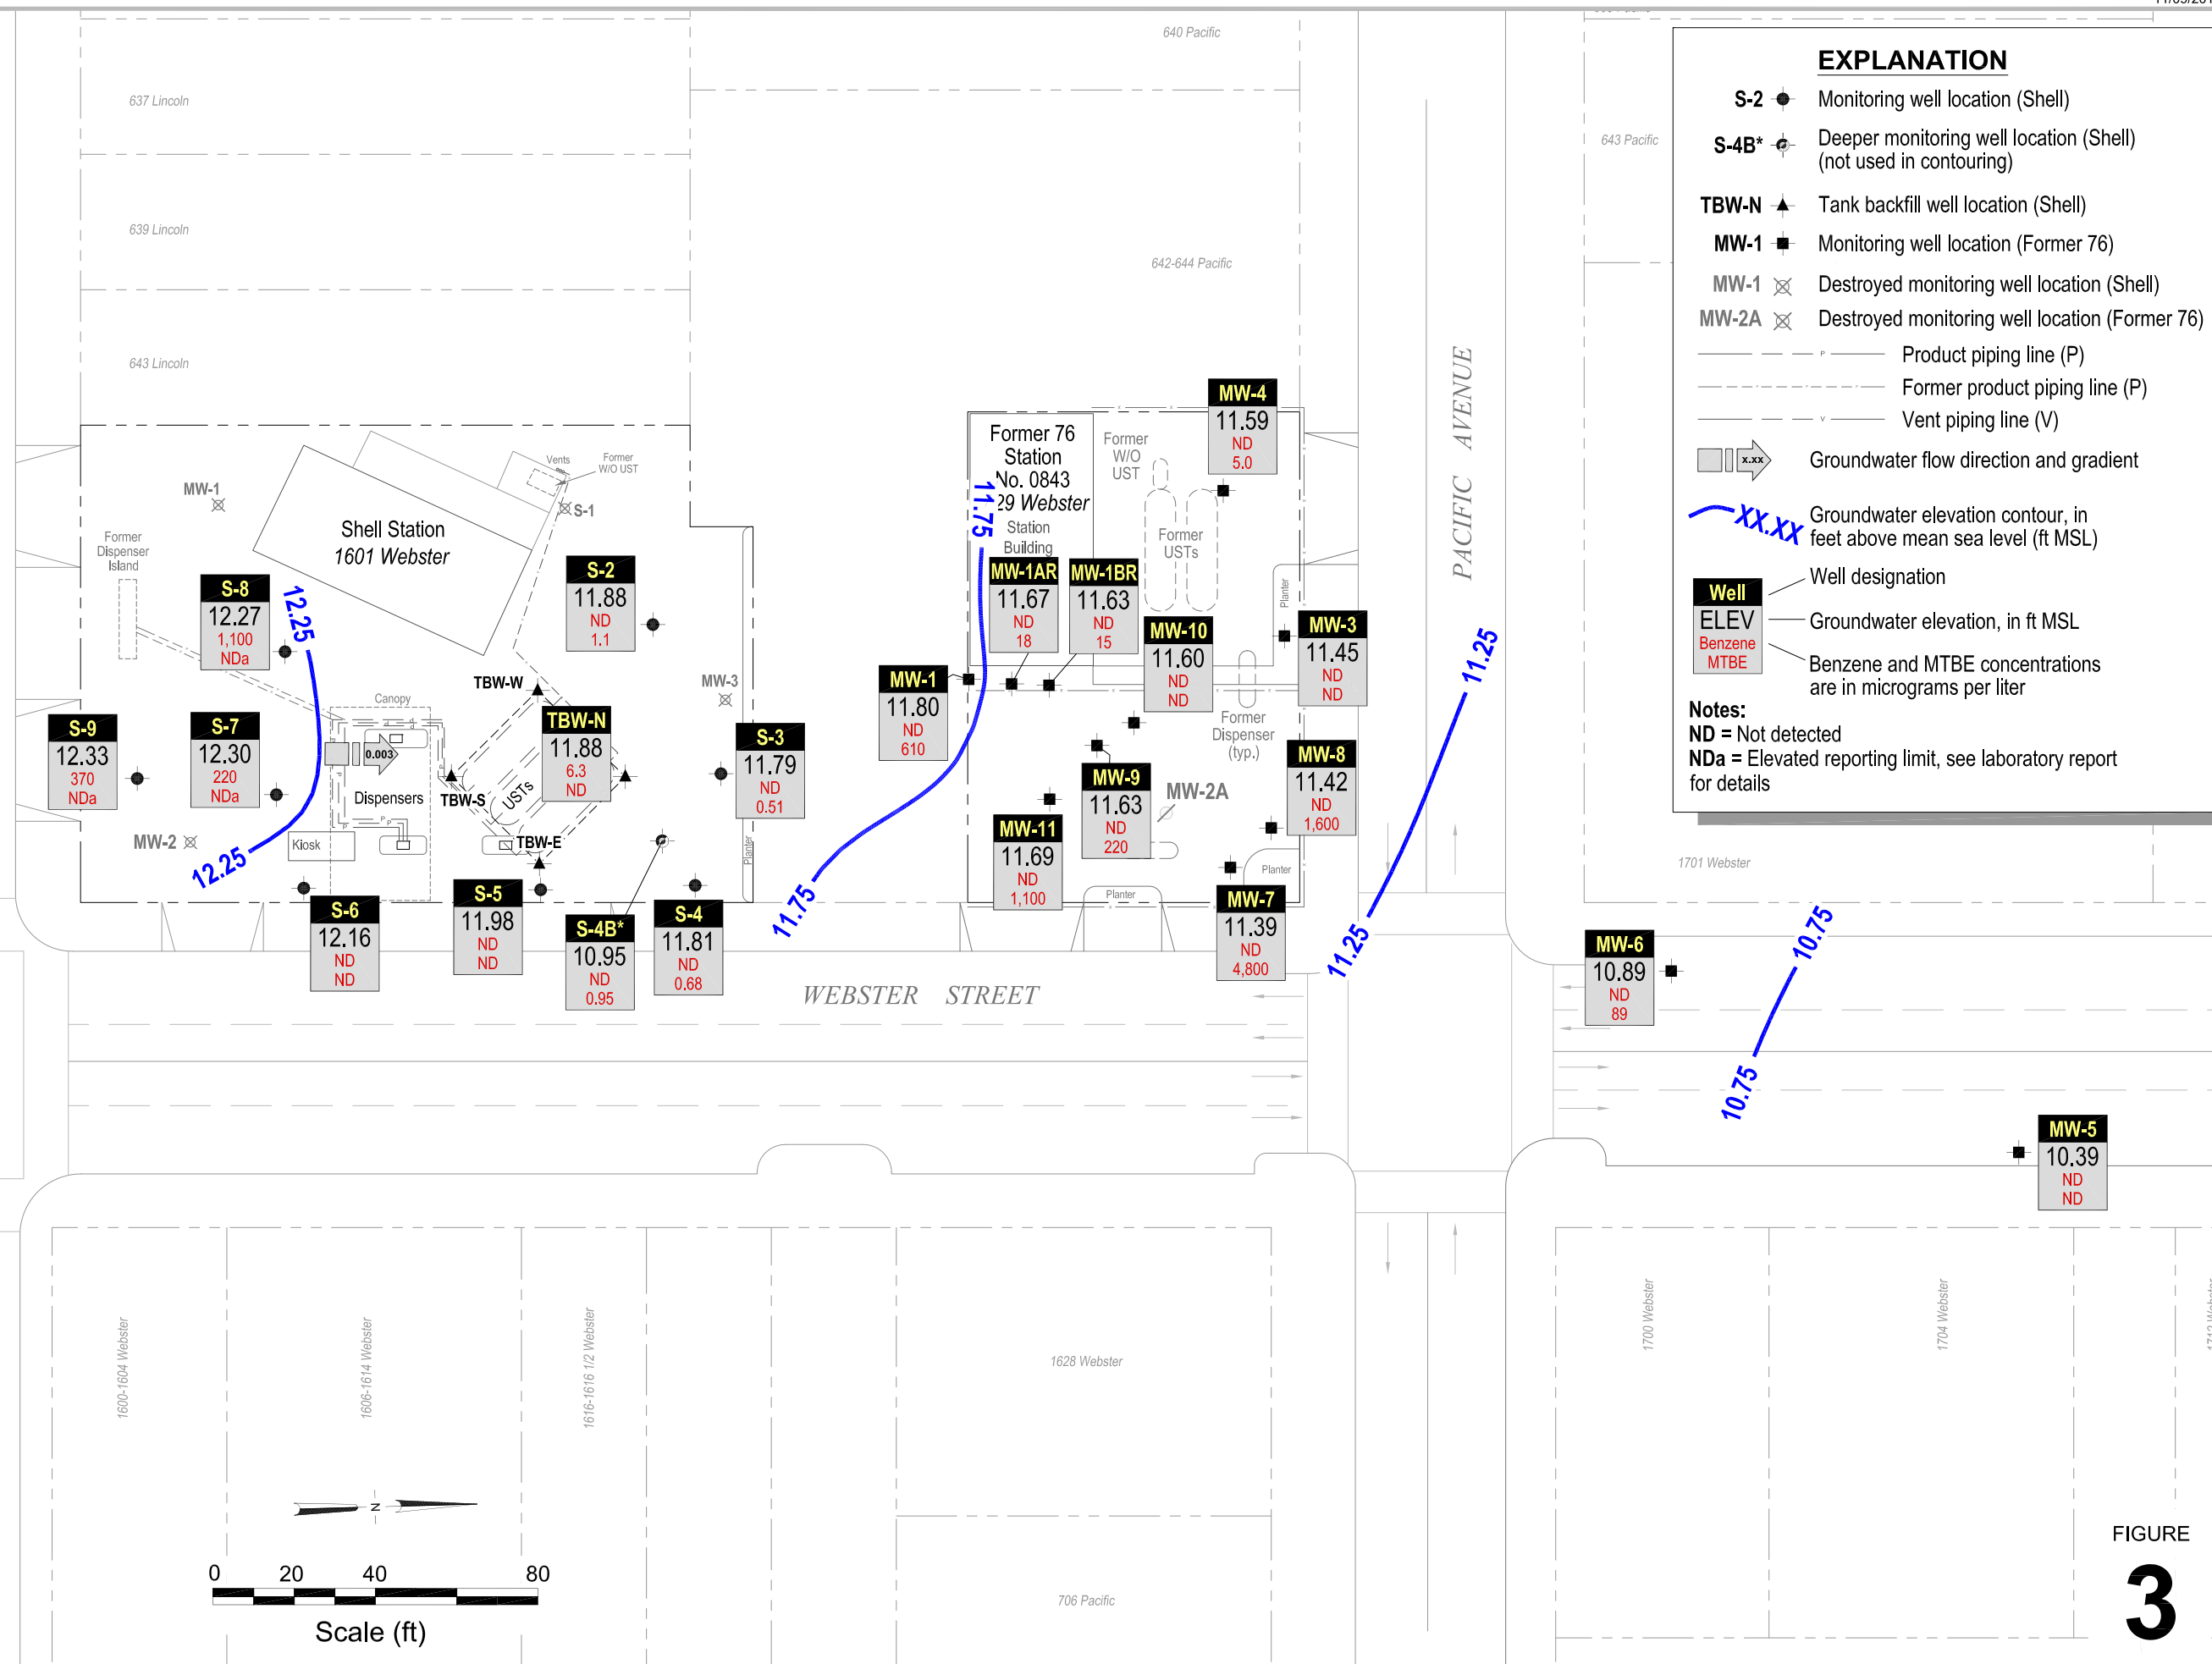 640 Pacific
637 Lincoln
639 Lincoln
643 Lincoln
642-644 Pacific
643 Pacific
EXPLANATION
S-2 Monitoring well location (Shell)
S-4B* Deeper monitoring well location (Shell)
(not used in contouring)
TBW-N Tank backfill well location (Shell)
MW-1 Monitoring well location (Former 76)
MW-1 Destroyed monitoring well location (Shell)
MW-2A Destroyed monitoring well location (Former 76)
P Product piping line (P)
Former product piping line (P)
V Vent piping line (V)
x.xx Groundwater flow direction and gradient
XX.XX Groundwater elevation contour, in
feet above mean sea level (ft MSL)
Well
ELEV
Benzene
MTBE
Well designation
Groundwater elevation, in ft MSL
Benzene and MTBE concentrations
are in micrograms per liter
Notes:
ND = Not detected
NDa = Elevated reporting limit, see laboratory report
for details
MW-1
Former
Dispenser
Island
Shell Station
1601 Webster
Vents
Former
W/O UST
S-1
S-8
12.27
1,100
NDa
12.25
S-2
11.88
ND
1.1
S-9
12.33
370
NDa
S-7
12.30
220
NDa
MW-2
12.25
Canopy
0.003
Dispensers
Kiosk
TBW-W
TBW-S
USTs
TBW-E
TBW-N
11.88
6.3
ND
MW-3
S-3
11.79
ND
0.51
Planter
S-6
12.16
ND
ND
S-5
11.98
ND
ND
S-4B*
10.95
ND
0.95
S-4
11.81
ND
0.68
Former 76
Station
No. 0843
29 Webster
Station
Building
11.75
Former
W/O
UST
Former
USTs
MW-4
11.59
ND
5.0
MW-1AR
11.67
ND
18
MW-1BR
11.63
ND
15
MW-10
11.60
ND
ND
Planter
MW-3
11.45
ND
ND
MW-1
11.80
ND
610
Former
Dispenser
(typ.)
MW-9
11.63
ND
220
MW-2A
MW-8
11.42
ND
1,600
MW-11
11.69
ND
1,100
Planter
Planter
MW-7
11.39
ND
4,800
11.75
PACIFIC AVENUE
11.25
11.25
WEBSTER STREET
1701 Webster
MW-6
10.89
ND
89
10.75
10.75
MW-5
10.39
ND
ND
1600-1604 Webster
1606-1614 Webster
1616-1616 1/2 Webster
1628 Webster
706 Pacific
1700 Webster
1704 Webster
N
0 20 40 80
Scale (ft)
FIGURE
3